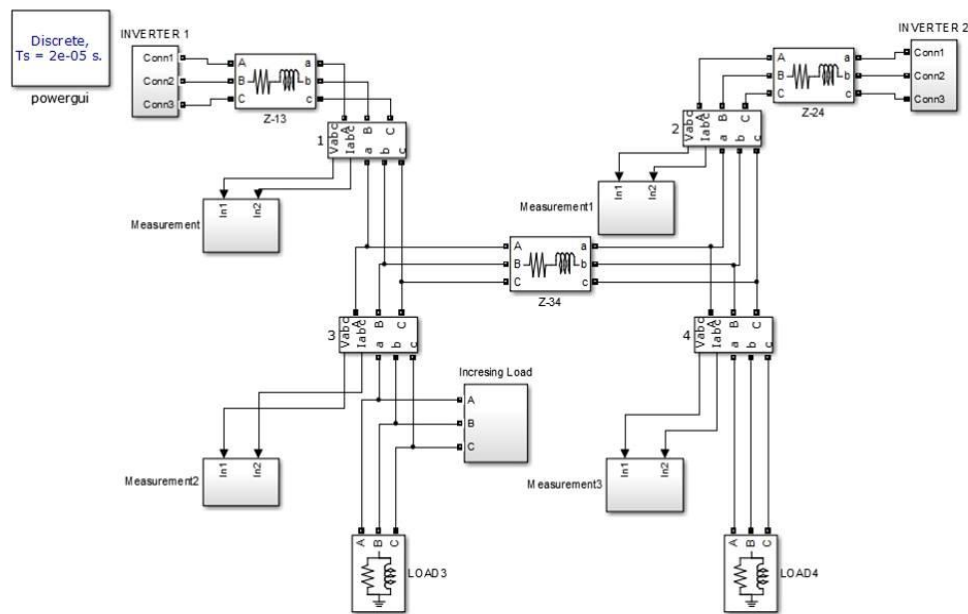 Discrete,
Ts = 2e-05 s.
powergui
INVERTER 1
Conn1
Conn2
Conn3
A
B
C
a
b
c
Z-13
INVERTER 2
Conn1
Conn2
Conn3
A
B
C
a
b
c
Z-24
1
Vabc
Iabc
A
B
C
a
b
c
2
Vabc
Iabc
A
B
C
a
b
c
In1
In2
Measurement
In1
In2
Measurement1
A
B
C
a
b
c
Z-34
3
Vabc
Iabc
A
B
C
a
b
c
4
Vabc
Iabc
A
B
C
a
b
c
Incresing Load
A
B
C
In1
In2
Measurement2
In1
In2
Measurement3
A
B
C
LOAD3
A
B
C
LOAD4